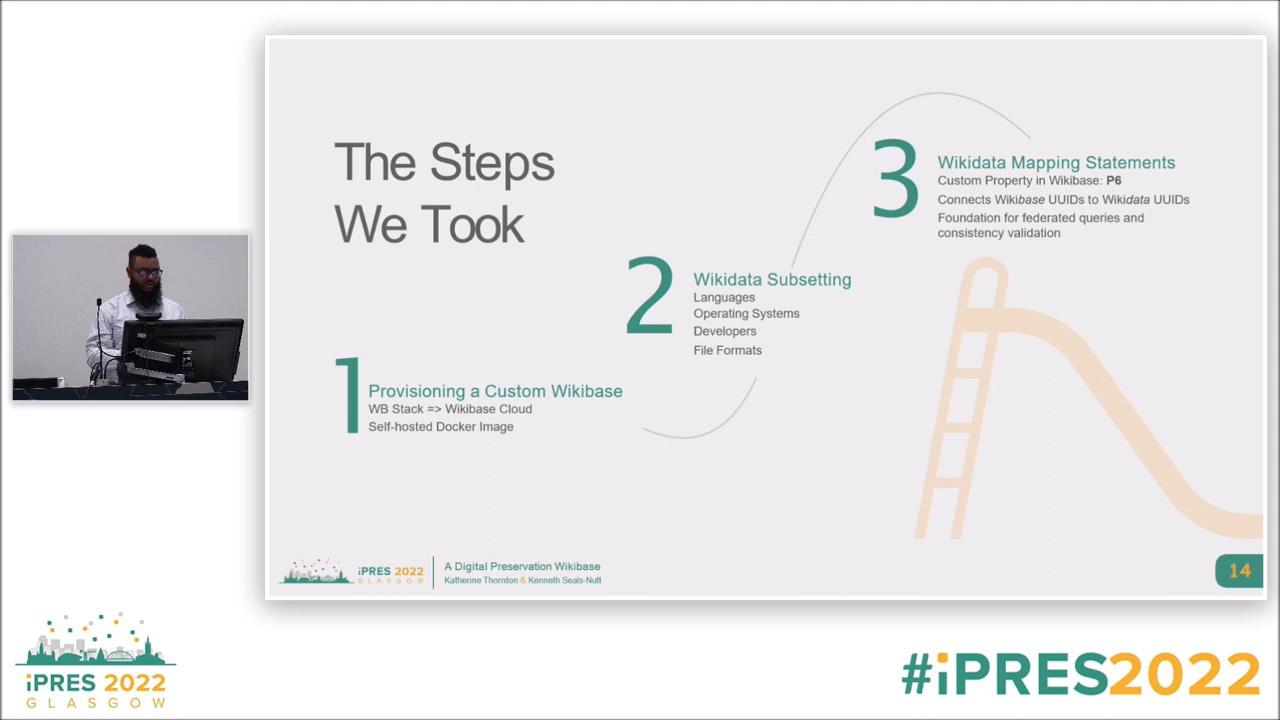 The Steps
We Took
1
Provisioning a Custom Wikibase
WB Stack => Wikibase Cloud
Self-hosted Docker Image
2
Wikidata Subsetting
Languages
Operating Systems
Developers
File Formats
3
Wikidata Mapping Statements
Custom Property in Wikibase: P6
Connects Wikibase UUIDs to Wikidata UUIDs
Foundation for federated queries and
consistency validation
iPRES 2022
GLASGOW
A Digital Preservation Wikibase
Katherine Thornton & Kenneth Seals-Nutt
14
iPRES 2022
GLASGOW
#iPRES2022